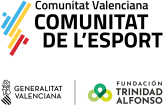 Comunitat Valenciana
COMUNITAT
DE L'ESPORT
GENERALITAT
VALENCIANA
FUNDACIÓN
TRINIDAD
ALFONSO